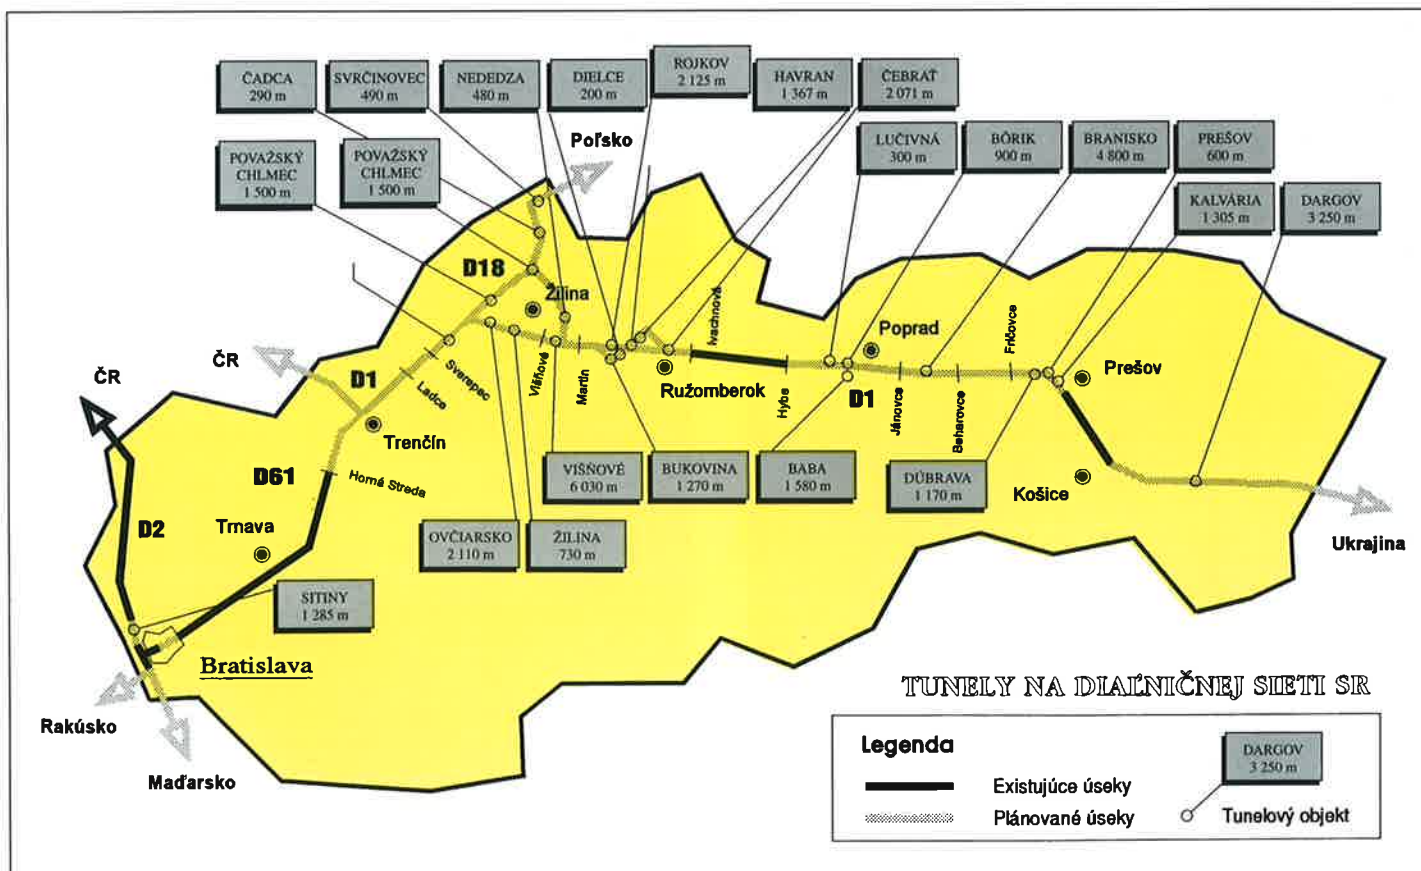 ČADCA
290 m
SVRČINOVEC
490 m
NEDEDZA
480 m
DIELCE
200 m
ROJKOV
2 125 m
HAVRAN
1 367 m
ČEBRAŤ
2 071 m
POVAŽSKÝ
CHLMEC
1 500 m
POVAŽSKÝ
CHLMEC
1 500 m
Poľsko
LUČIVNÁ
300 m
BÔRIK
900 m
BRANISKO
4 800 m
PREŠOV
600 m
KALVÁRIA
1 305 m
DARGOV
3 250 m
D18
Žilina
Ivachnová
Poprad
Fričovce
ČR
ČR
D1
Sverepec
Ladce
Višňové
Martin
Ružomberok
Hybe
D1
Jánovce
Beharovce
Prešov
Trenčín
D61
Horná Streda
VIŠŇOVÉ
6 030 m
BUKOVINA
1 270 m
BABA
1 580 m
DÚBRAVA
1 170 m
Košice
D2
Trnava
OVČIARSKO
2 110 m
ŽILINA
730 m
Ukrajina
SITINY
1 285 m
Bratislava
Rakúsko
Maďarsko
TUNELY NA DIAĽNIČNEJ SIETI SR
Legenda
DARGOV
3 250 m
Existujúce úseky
Plánované úseky
Tunelový objekt